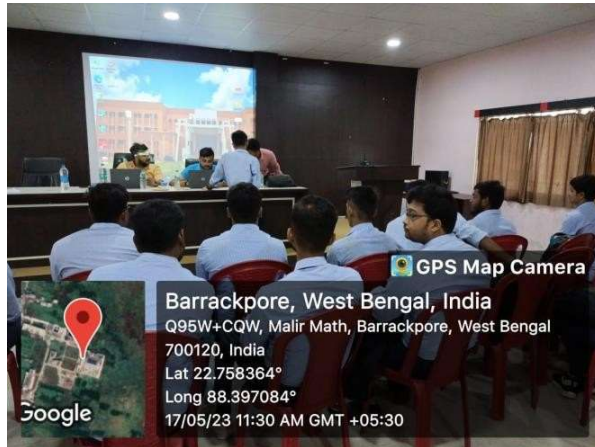 GPS Map Camera
Barrackpore, West Bengal, India
Q95W+CQW, Malir Math, Barrackpore, West Bengal
700120, India
Lat 22.758364°
Long 88.397084°
17/05/23 11:30 AM GMT +05:30
Google